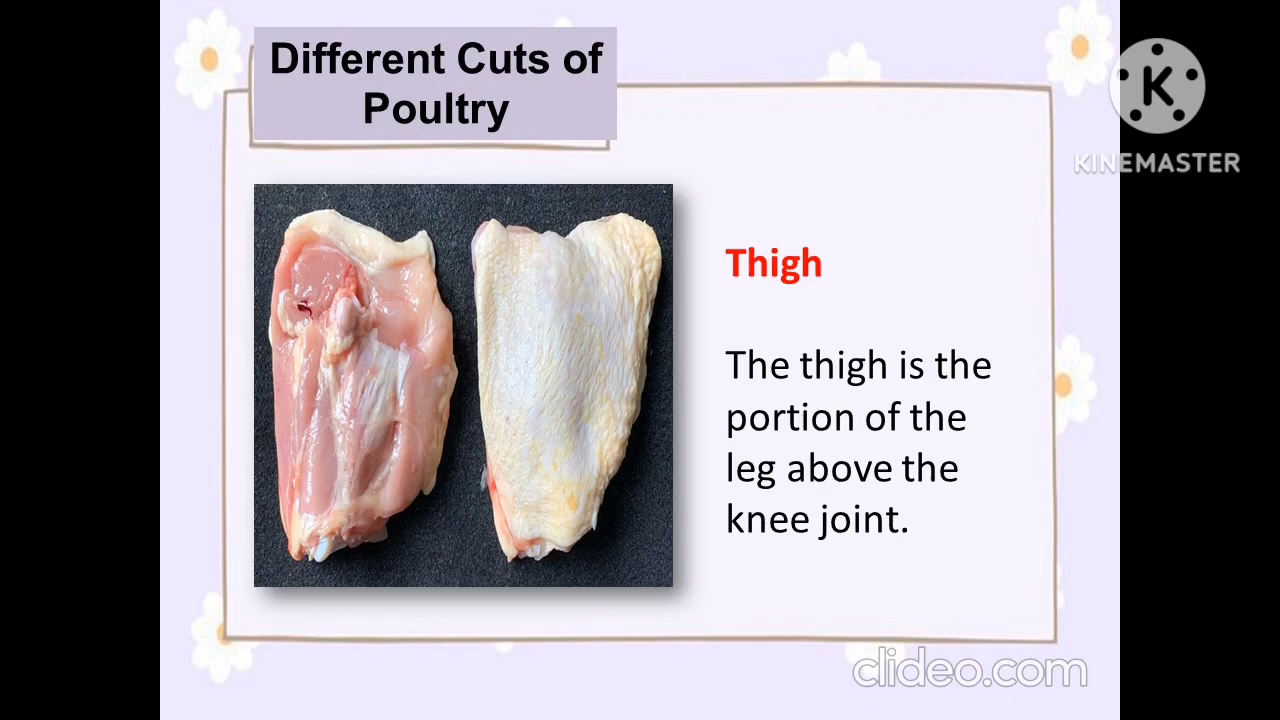 Different Cuts of
Poultry
K
KINEMASTER
Thigh
The thigh is the
portion of the
leg above the
knee joint.
clideo.com